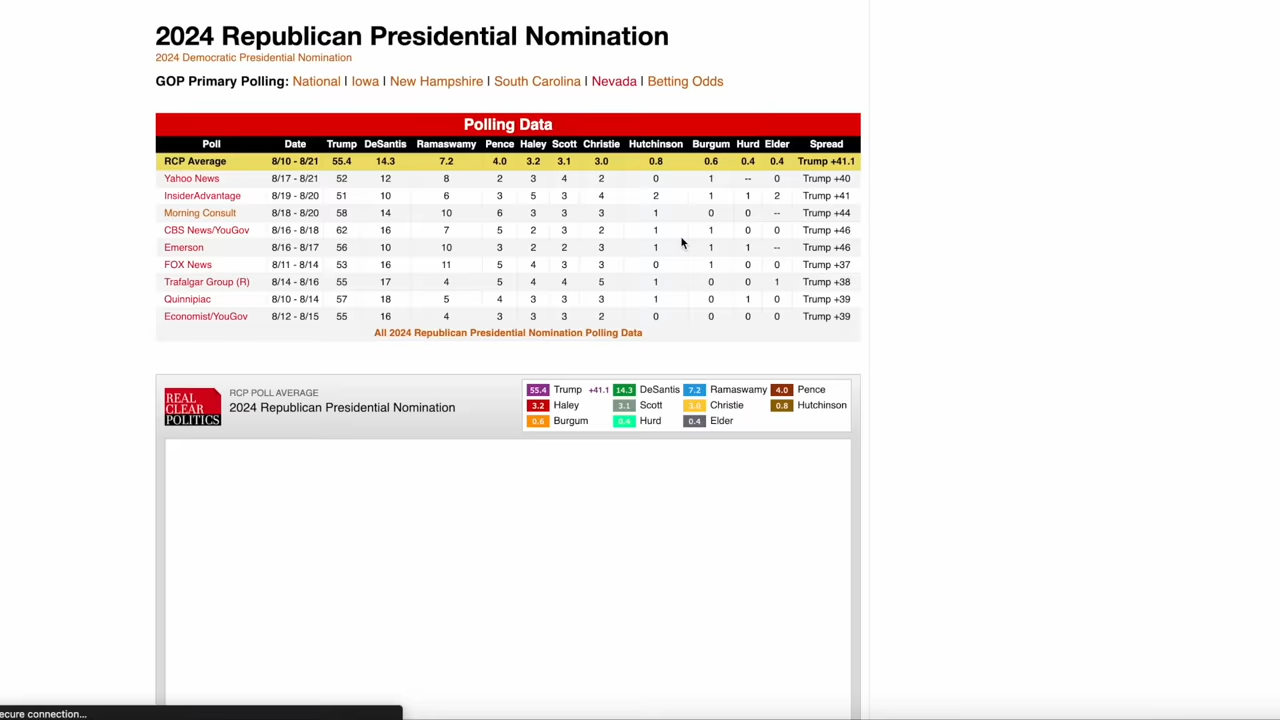 2024 Republican Presidential Nomination
2024 Democratic Presidential Nomination
GOP Primary Polling: National | Iowa | New Hampshire | South Carolina | Nevada | Betting Odds
Polling Data
Poll Date Trump DeSantis Ramaswamy Pence Haley Scott Christie Hutchinson Burgum Hurd Elder Spread
RCP Average 8/10 - 8/21 55.4 14.3 7.2 4.0 3.2 3.1 3.0 0.8 0.6 0.4 0.4 Trump +41.1
Yahoo News 8/17 - 8/21 52 12 8 2 3 4 2 0 1 -- 0 Trump +40
InsiderAdvantage 8/19 - 8/20 51 10 6 3 5 3 4 2 1 1 2 Trump +41
Morning Consult 8/18 - 8/20 58 14 10 6 3 3 3 1 0 0 -- Trump +44
CBS News/YouGov 8/16 - 8/18 62 16 7 5 2 3 2 1 1 0 0 Trump +46
Emerson 8/16 - 8/17 56 10 10 3 2 2 3 1 1 1 -- Trump +46
FOX News 8/11 - 8/14 53 16 11 5 4 3 3 0 1 0 0 Trump +37
Trafalgar Group (R) 8/14 - 8/16 55 17 4 5 4 4 5 1 0 0 1 Trump +38
Quinnipiac 8/10 - 8/14 57 18 5 4 3 3 3 1 0 1 0 Trump +39
Economist/YouGov 8/12 - 8/15 55 16 4 3 3 3 2 0 0 0 0 Trump +39
All 2024 Republican Presidential Nomination Polling Data
REAL CLEAR POLITICS
RCP POLL AVERAGE
2024 Republican Presidential Nomination
55.4 Trump +41.1 14.3 DeSantis 7.2 Ramaswamy 4.0 Pence
3.2 Haley 3.1 Scott 3.0 Christie 0.8 Hutchinson
0.6 Burgum 0.4 Hurd 0.4 Elder
ecure connection...